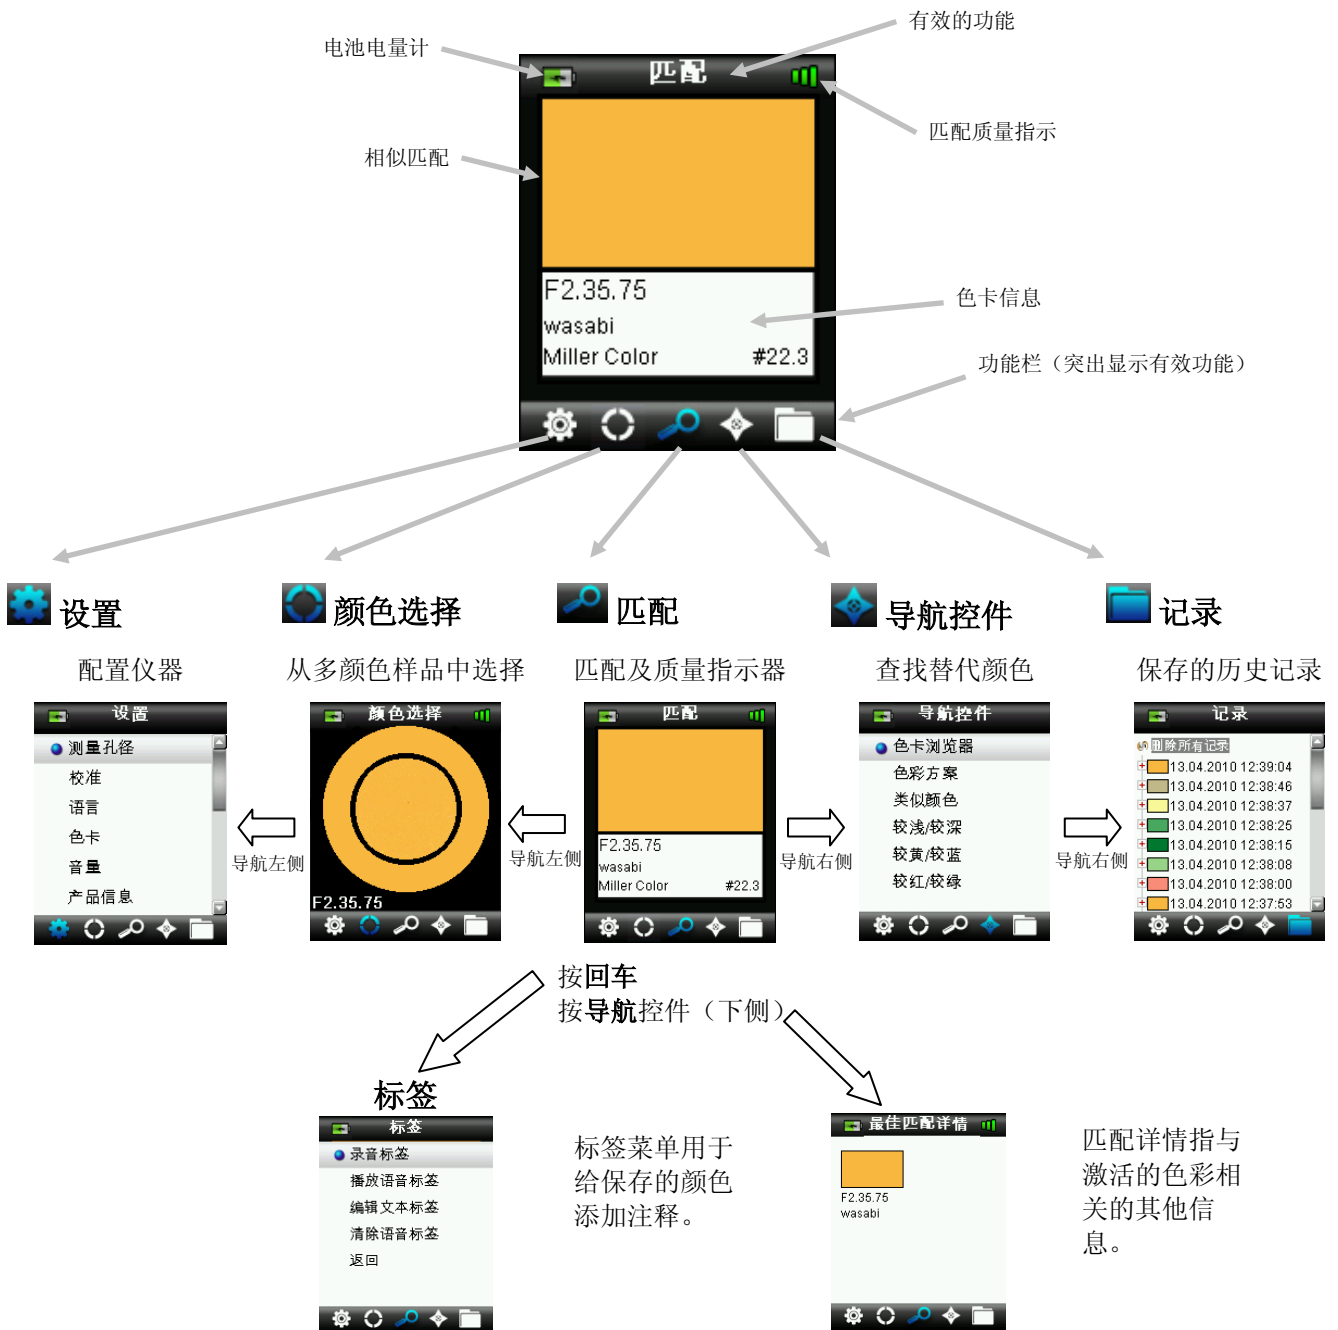 有效的功能
电池电量计
匹配
匹配质量指示
相似匹配
F2.35.75
wasabi
Miller Color #22.3
色卡信息
功能栏（突出显示有效功能）
设置
颜色选择
匹配
导航控件
记录
配置仪器
从多颜色样品中选择
匹配及质量指示器
查找替代颜色
保存的历史记录
设置
测量孔径
校准
语言
色卡
音量
产品信息
导航左侧
颜色选择
F2.35.75
导航左侧
匹配
F2.35.75
wasabi
Miller Color #22.3
导航右侧
导航控件
色卡浏览器
色彩方案
类似颜色
较浅/较深
较黄/较蓝
较红/较绿
导航右侧
记录
删除所有记录
13.04.2010 12:39:04
13.04.2010 12:38:46
13.04.2010 12:38:37
13.04.2010 12:38:25
13.04.2010 12:38:15
13.04.2010 12:38:08
13.04.2010 12:38:00
13.04.2010 12:37:53
按回车
按导航控件（下侧）
标签
标签
录音标签
播放语音标签
编辑文本标签
清除语音标签
返回
标签菜单用于
给保存的颜色
添加注释。
最佳匹配详情
F2.35.75
wasabi
匹配详情指与
激活的色彩相
关的其他信
息。